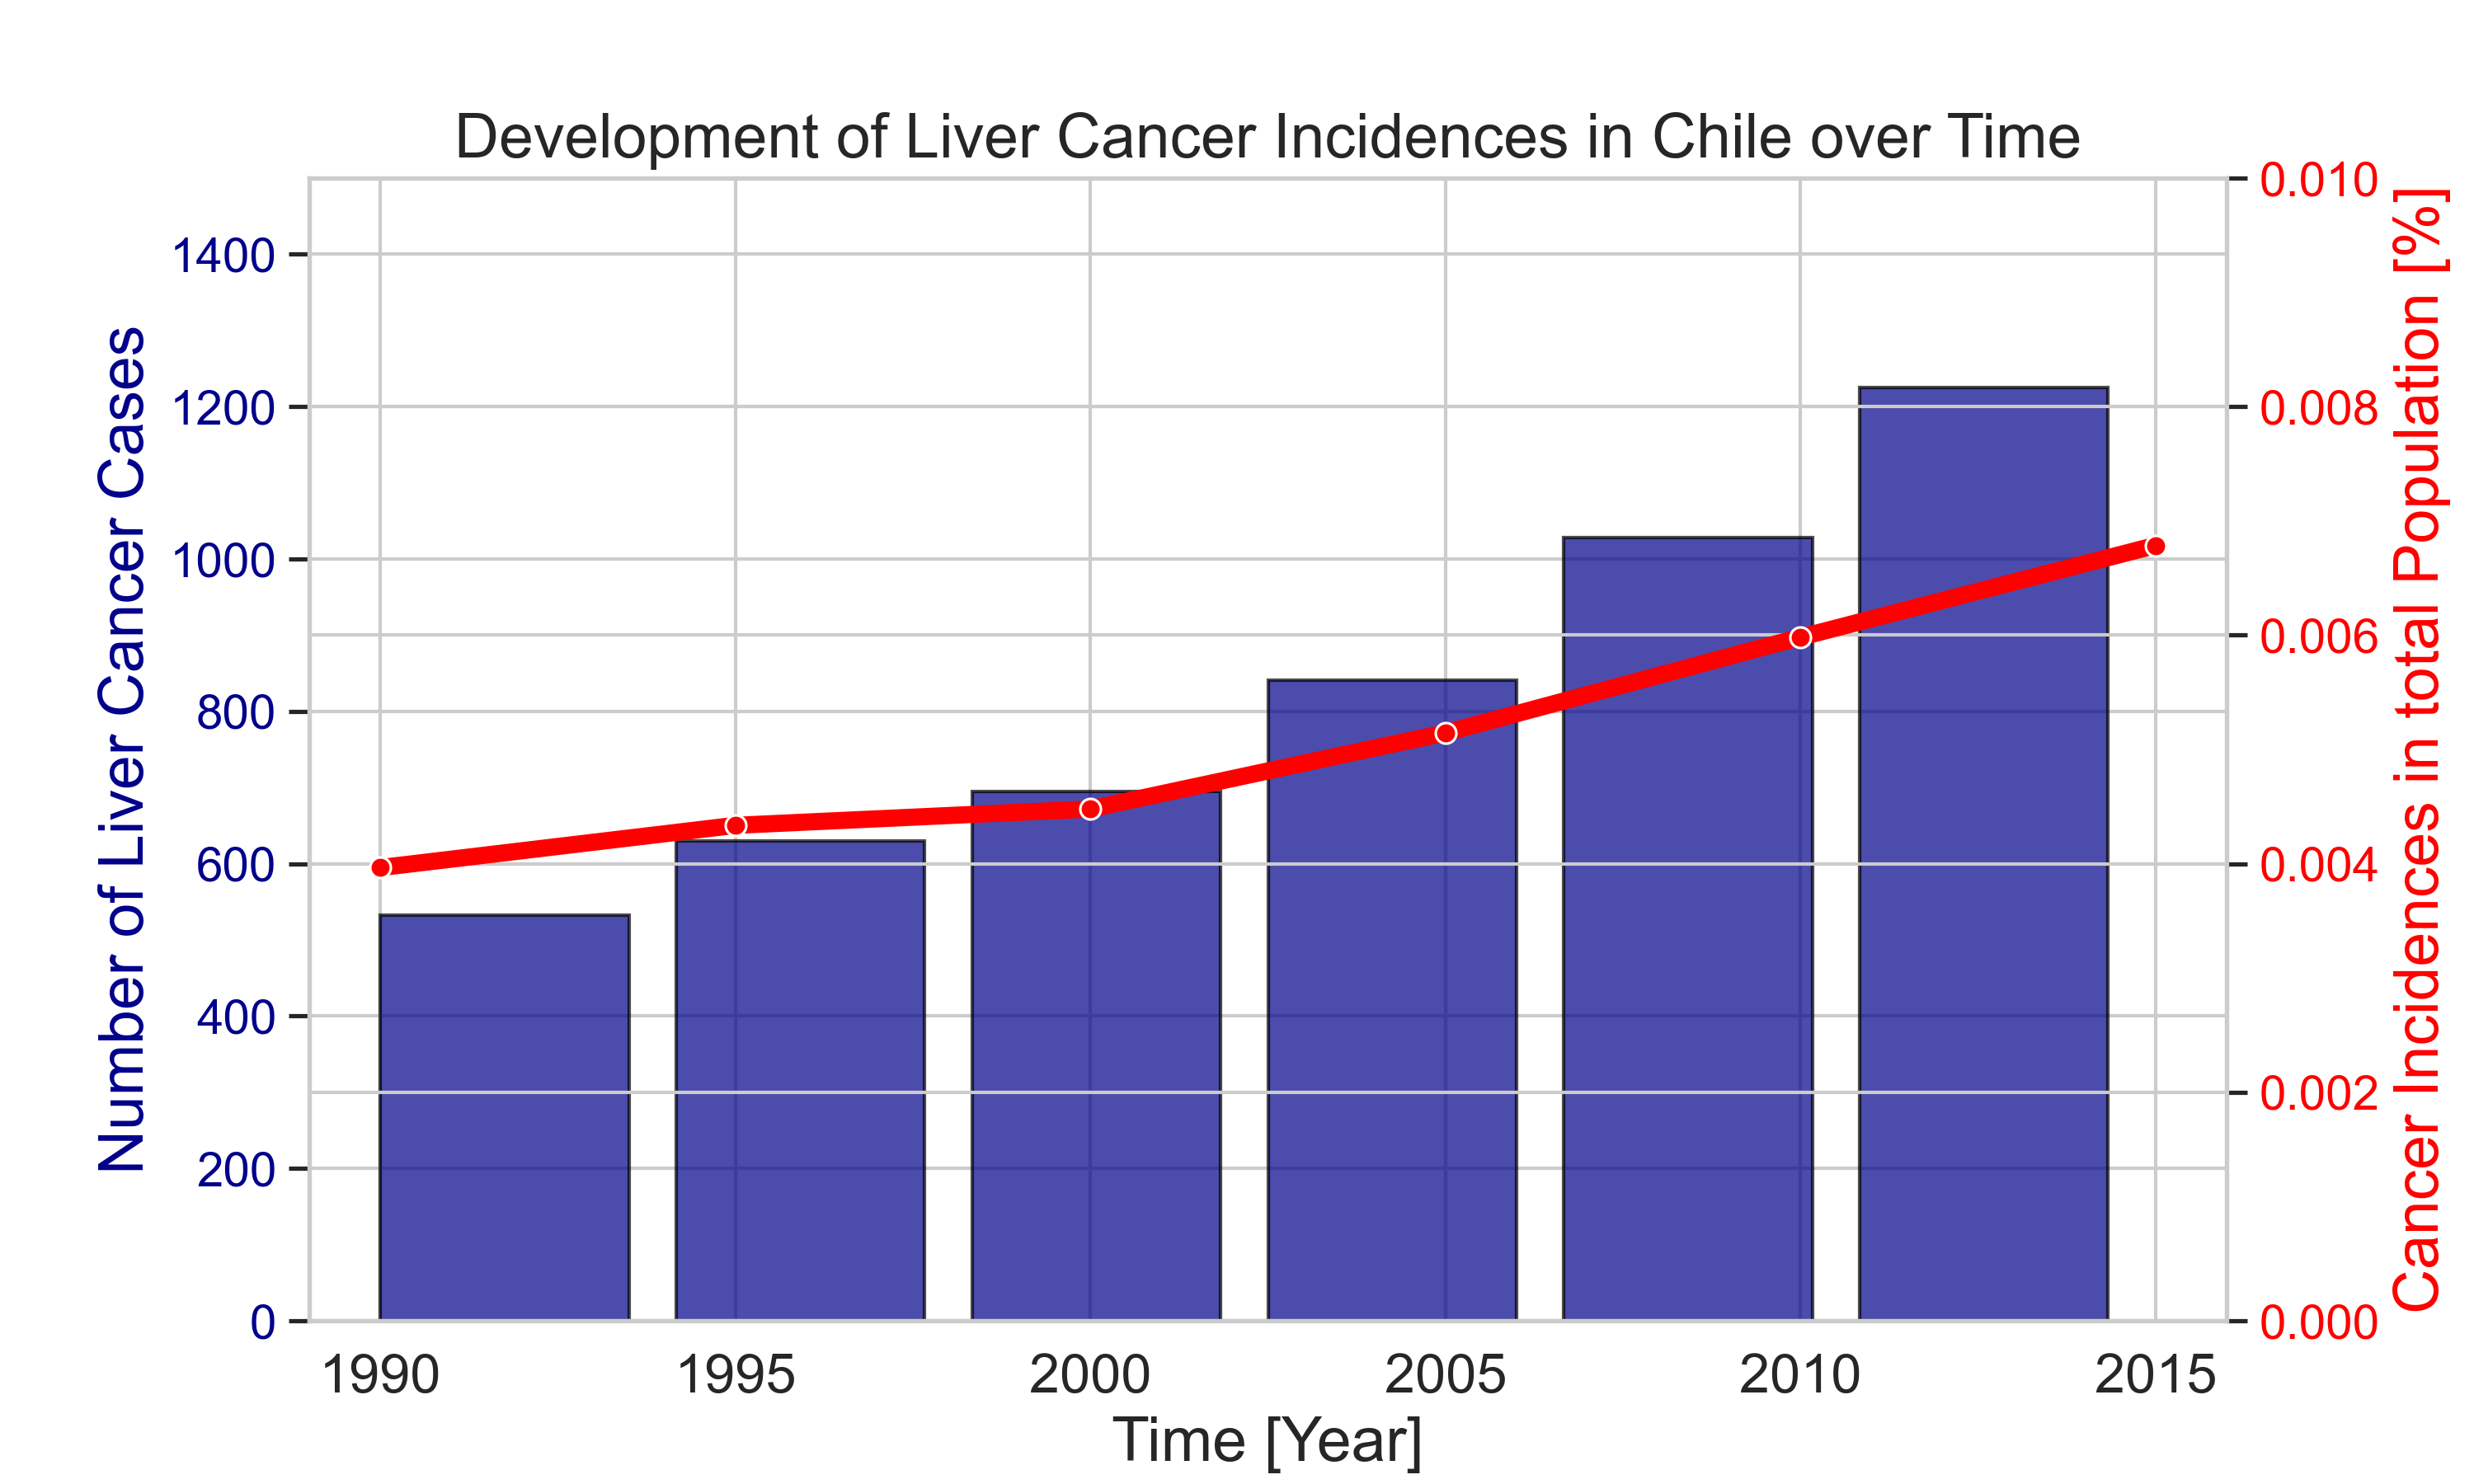 Development of Liver Cancer Incidences in Chile over Time
Number of Liver Cancer Cases
1400
1200
1000
800
600
400
200
0
0.010
0.008
0.006
0.004
0.002
0.000
Cancer Incidences in total Population [%]
1990 1995 2000 2005 2010 2015
Time [Year]